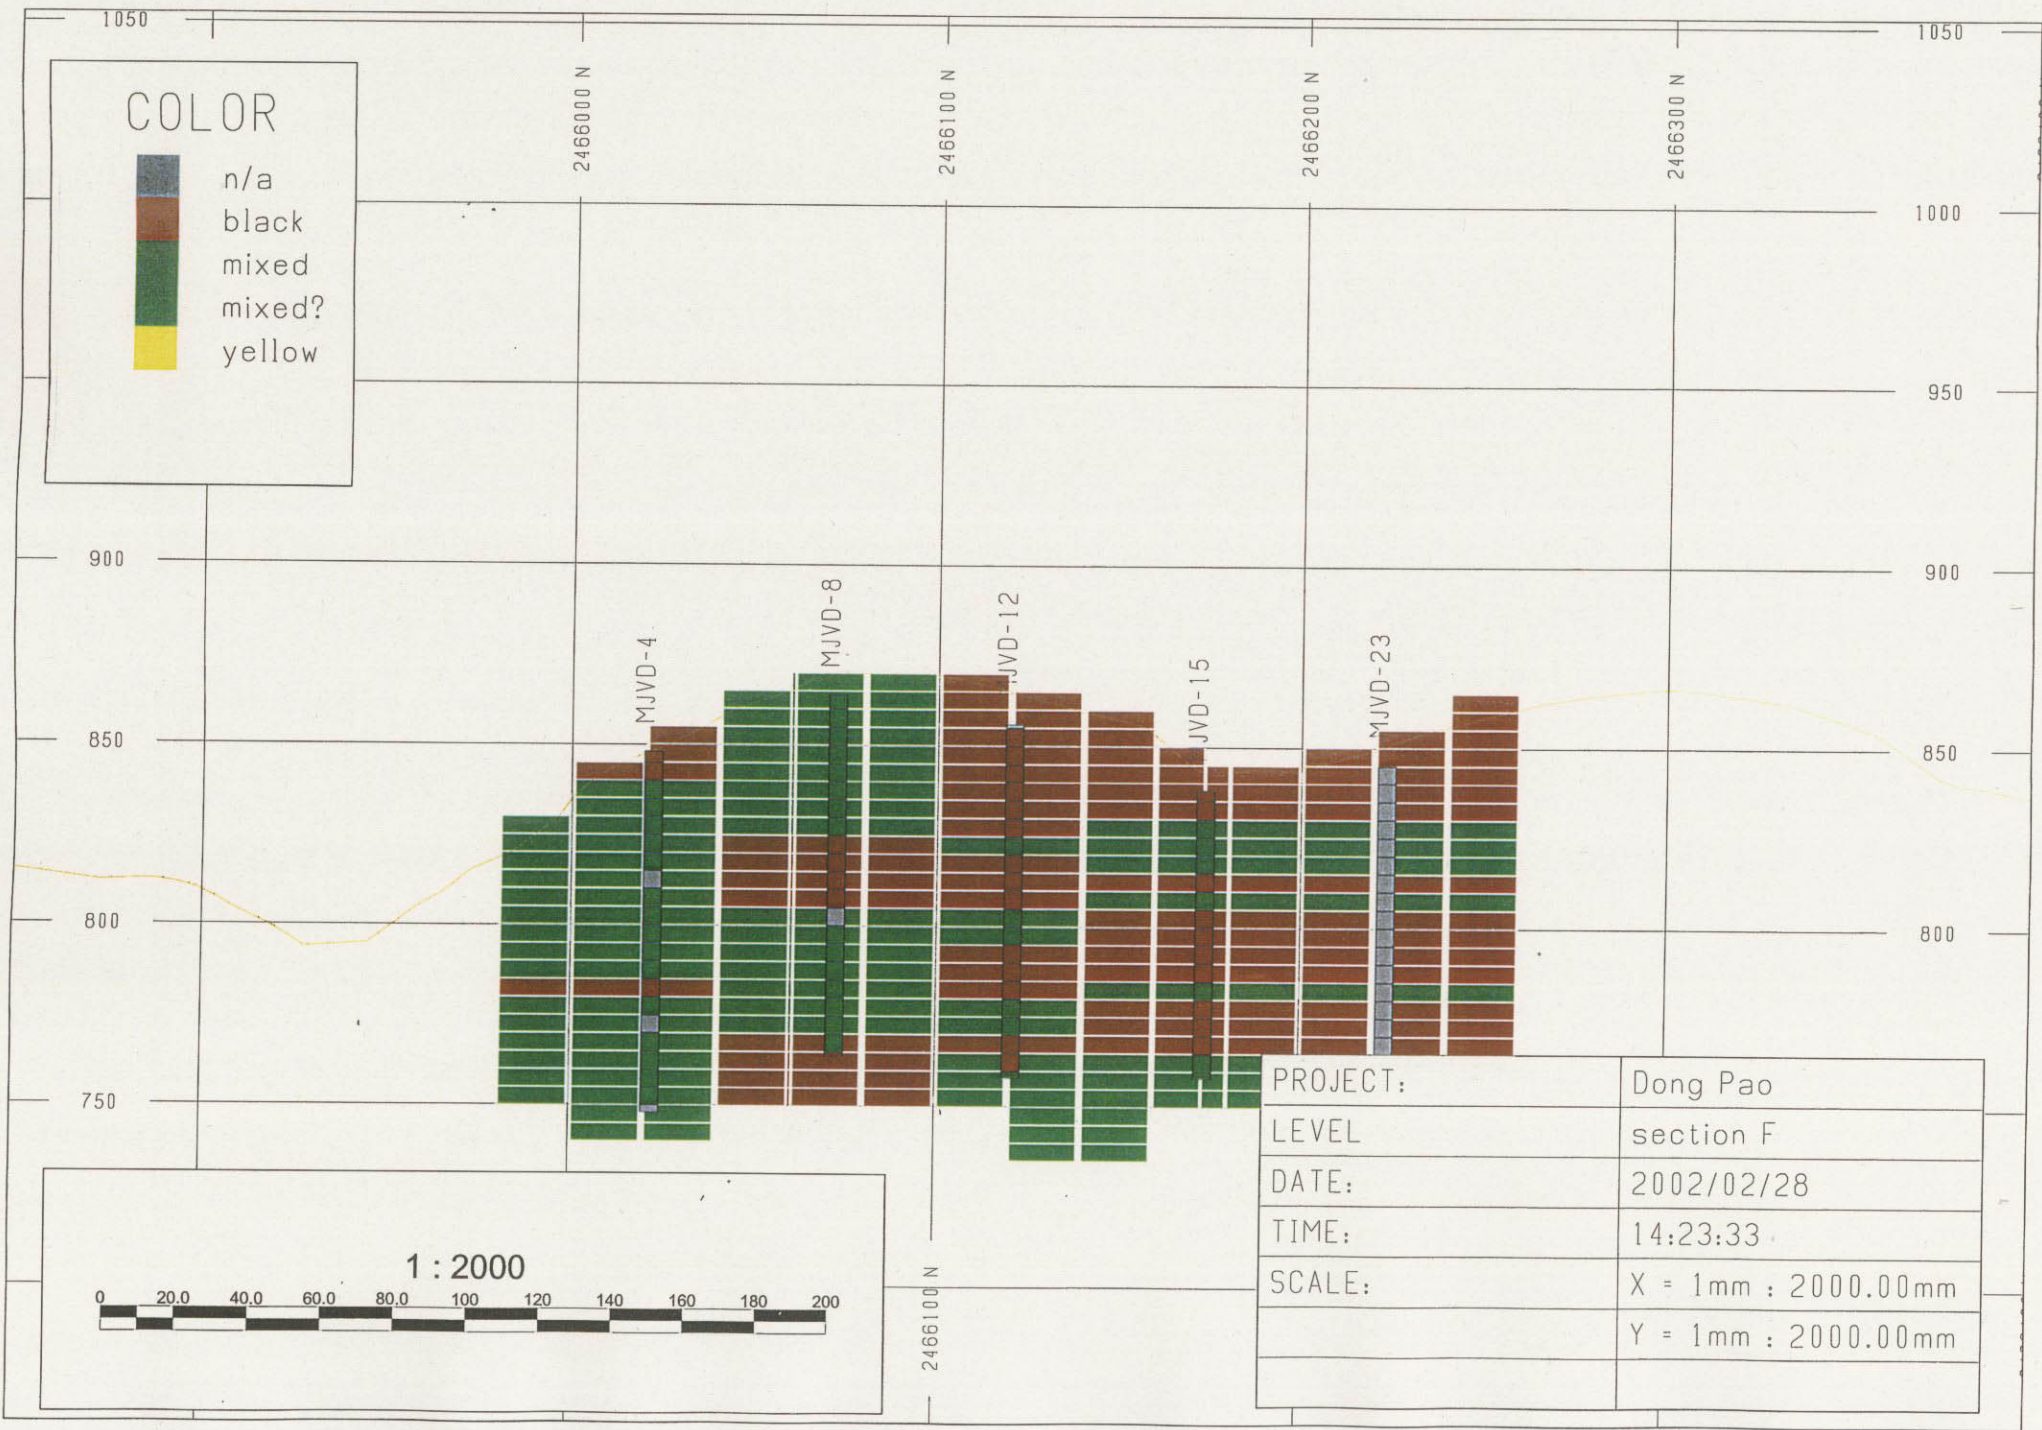 1050
1050
2466000 N
2466100 N
2466200 N
2466300 N
COLOR
n/a
black
mixed
mixed?
yellow
1000
950
900
900
MJVD-4
MJVD-8
JVD-12
JVD-15
MJVD-23
850
850
800
800
750
PROJECT: Dong Pao
LEVEL section F
DATE: 2002/02/28
TIME: 14:23:33
SCALE: X = 1mm : 2000.00mm
Y = 1mm : 2000.00mm
1 : 2000
0 20.0 40.0 60.0 80.0 100 120 140 160 180 200
2466100 N